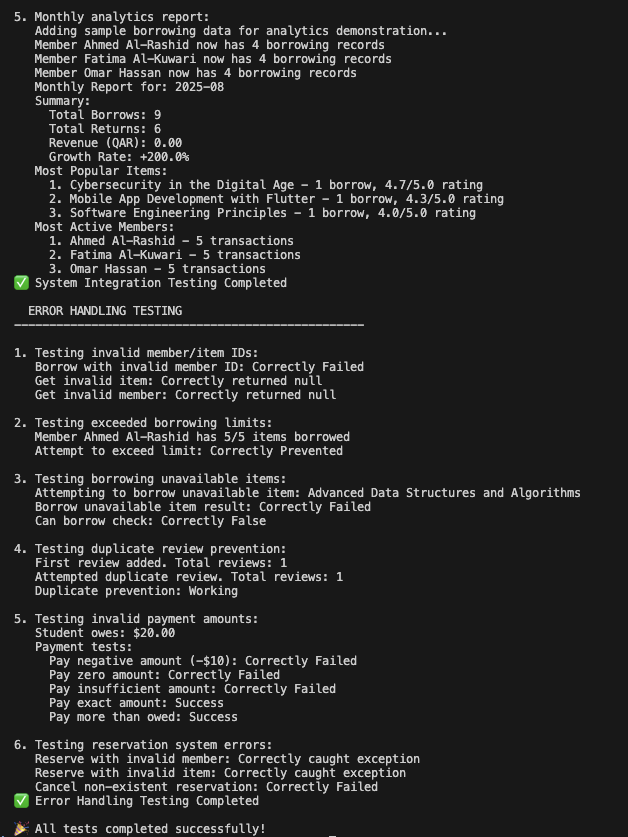 5. Monthly analytics report:
Adding sample borrowing data for analytics demonstration...
Member Ahmed Al-Rashid now has 4 borrowing records
Member Fatima Al-Kuwari now has 4 borrowing records
Member Omar Hassan now has 4 borrowing records
Monthly Report for: 2025-08
Summary:
Total Borrows: 9
Total Returns: 6
Revenue (QAR): 0.00
Growth Rate: +200.0%
Most Popular Items:
1. Cybersecurity in the Digital Age - 1 borrow, 4.7/5.0 rating
2. Mobile App Development with Flutter - 1 borrow, 4.3/5.0 rating
3. Software Engineering Principles - 1 borrow, 4.0/5.0 rating
Most Active Members:
1. Ahmed Al-Rashid - 5 transactions
2. Fatima Al-Kuwari - 5 transactions
3. Omar Hassan - 5 transactions
✅ System Integration Testing Completed
ERROR HANDLING TESTING
--------------------------------------------------
1. Testing invalid member/item IDs:
Borrow with invalid member ID: Correctly Failed
Get invalid item: Correctly returned null
Get invalid member: Correctly returned null
2. Testing exceeded borrowing limits:
Member Ahmed Al-Rashid has 5/5 items borrowed
Attempt to exceed limit: Correctly Prevented
3. Testing borrowing unavailable items:
Attempting to borrow unavailable item: Advanced Data Structures and Algorithms
Borrow unavailable item result: Correctly Failed
Can borrow check: Correctly False
4. Testing duplicate review prevention:
First review added. Total reviews: 1
Attempted duplicate review. Total reviews: 1
Duplicate prevention: Working
5. Testing invalid payment amounts:
Student owes: $20.00
Payment tests:
Pay negative amount (-$10): Correctly Failed
Pay zero amount: Correctly Failed
Pay insufficient amount: Correctly Failed
Pay exact amount: Success
Pay more than owed: Success
6. Testing reservation system errors:
Reserve with invalid member: Correctly caught exception
Reserve with invalid item: Correctly caught exception
Cancel non-existent reservation: Correctly Failed
✅ Error Handling Testing Completed
🎉 All tests completed successfully!